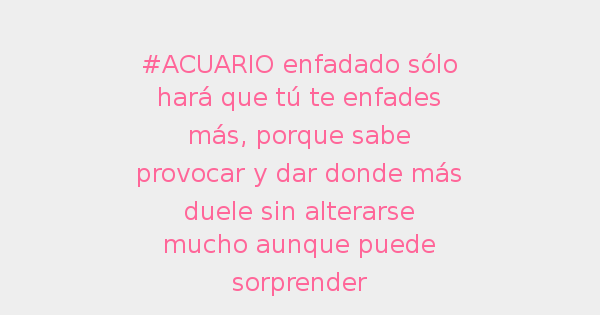 #ACUARIO enfadado sólo
hará que tú te enfades
más, porque sabe
provocar y dar donde más
duele sin alterarse
mucho aunque puede
sorprender